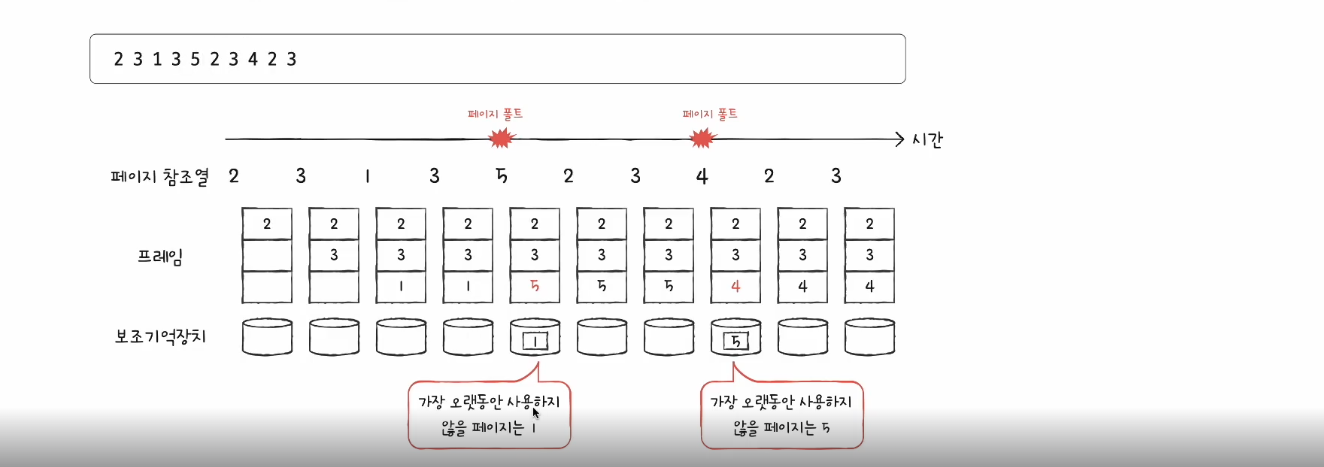 2 3 1 3 5 2 3 4 2 3
페이지 폴트 페이지 폴트
시간
페이지 참조열 2 3 1 3 5 2 3 4 2 3
2 2 2 2 2 2 2 2 2 2
프레임 3 3 3 3 3 3 3 3 3
1 1 5 5 5 4 4 4
보조기억장치 1 5
가장 오랫동안 사용하지
않을 페이지는 1
가장 오랫동안 사용하지
않을 페이지는 5